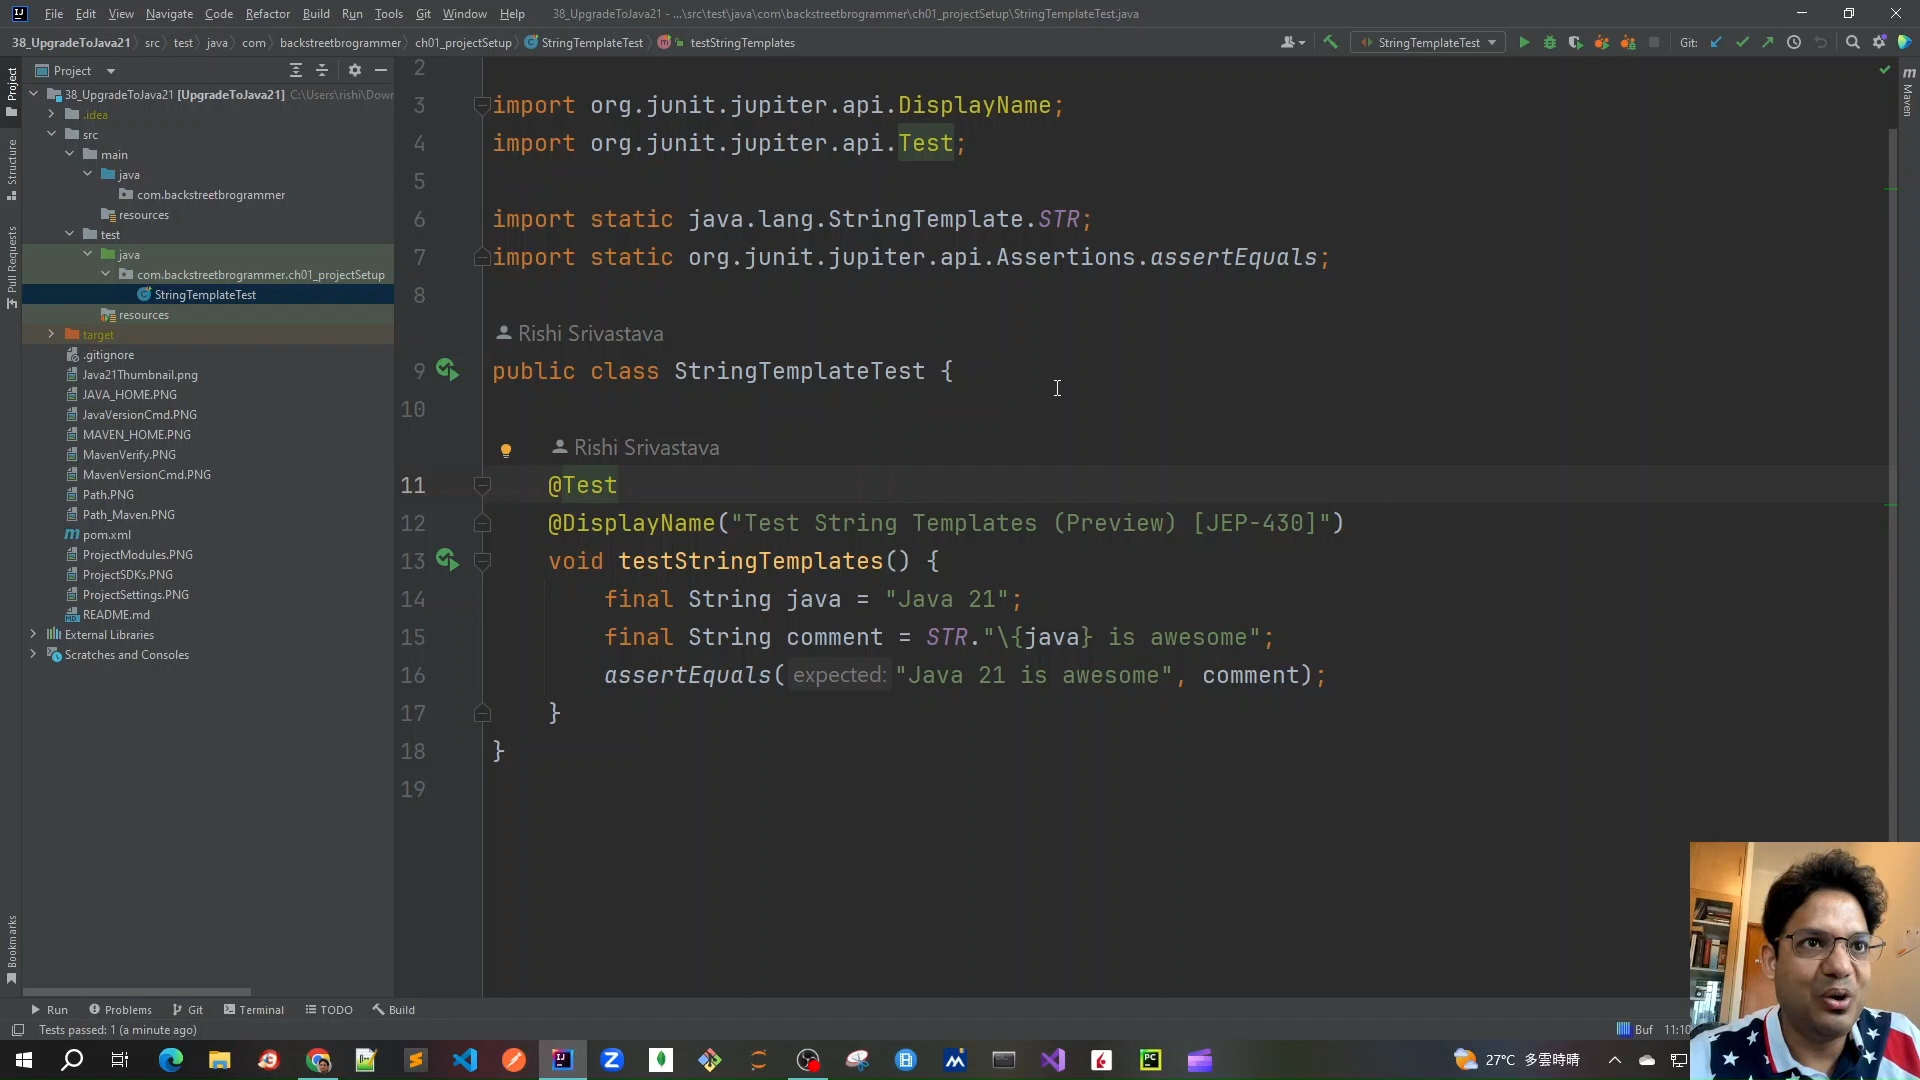 File Edit View Navigate Code Refactor Build Run Tools Git Window Help 38_UpgradeToJava21 - ...\src\test\java\com\backstreetbrogrammer\ch01_projectSetup\StringTemplateTest.java
38_UpgradeToJava21 src test java com backstreetbrogrammer ch01_projectSetup StringTemplateTest testStringTemplates
StringTemplateTest
Git:
Project
Structure
Pull Requests
Bookmarks
Maven
Project
38_UpgradeToJava21 [UpgradeToJava21] C:\Users\rishi\Down
.idea
src
main
java
com.backstreetbrogrammer
resources
test
java
com.backstreetbrogrammer.ch01_projectSetup
StringTemplateTest
resources
target
.gitignore
Java21Thumbnail.png
JAVA_HOME.PNG
JavaVersionCmd.PNG
MAVEN_HOME.PNG
MavenVerify.PNG
MavenVersionCmd.PNG
Path.PNG
Path_Maven.PNG
pom.xml
ProjectModules.PNG
ProjectSDKs.PNG
ProjectSettings.PNG
README.md
External Libraries
Scratches and Consoles
2
3 import org.junit.jupiter.api.DisplayName;
4 import org.junit.jupiter.api.Test;
5
6 import static java.lang.StringTemplate.STR;
7 import static org.junit.jupiter.api.Assertions.assertEquals;
8
Rishi Srivastava
9 public class StringTemplateTest {
10
Rishi Srivastava
11 @Test
12 @DisplayName("Test String Templates (Preview) [JEP-430]")
13 void testStringTemplates() {
14 final String java = "Java 21";
15 final String comment = STR."\{java} is awesome";
16 assertEquals( expected: "Java 21 is awesome", comment);
17 }
18 }
19
Run Problems Git Terminal TODO Build
Tests passed: 1 (a minute ago)
Buf 11:10
27°C 多雲時晴